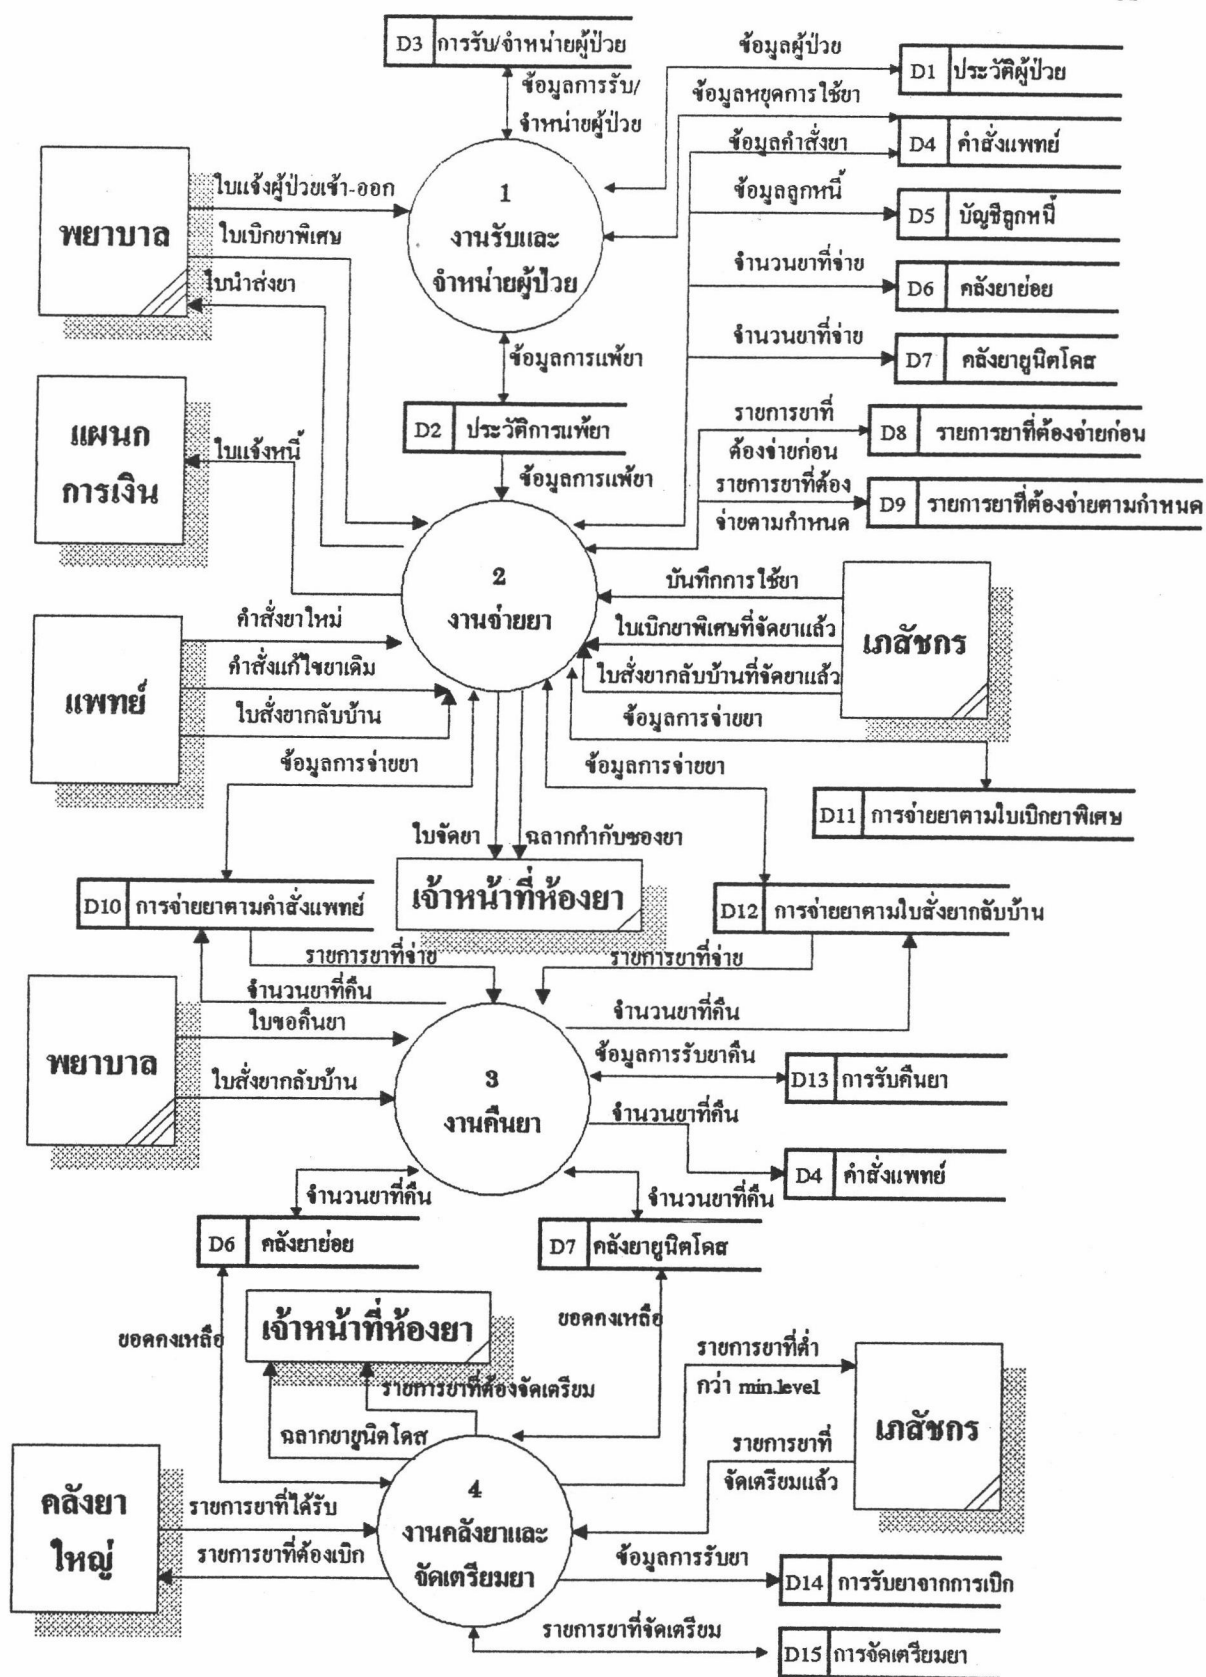 D3 การรับ/จำหน่ายผู้ป่วย
ข้อมูลการรับ/
จำหน่ายผู้ป่วย
ข้อมูลผู้ป่วย
D1 ประวัติผู้ป่วย
ข้อมูลหยุดการใช้ยา
ข้อมูลคำสั่งยา
D4 คำสั่งแพทย์
ข้อมูลลูกหนี้
D5 บัญชีลูกหนี้
จำนวนยาที่จ่าย
D6 คลังยาย่อย
จำนวนยาที่จ่าย
D7 คลังยายูนิตโดส
พยาบาล
ใบแจ้งผู้ป่วยเข้า-ออก
ใบเบิกยาพิเศษ
ใบนำส่งยา
1
งานรับและ
จำหน่ายผู้ป่วย
ข้อมูลการแพ้ยา
D2 ประวัติการแพ้ยา
ข้อมูลการแพ้ยา
รายการยาที่
ต้องจ่ายก่อน
D8 รายการยาที่ต้องจ่ายก่อน
รายการยาที่ต้อง
จ่ายตามกำหนด
D9 รายการยาที่ต้องจ่ายตามกำหนด
แผนก
การเงิน
ใบแจ้งหนี้
2
งานจ่ายยา
บันทึกการใช้ยา
ใบเบิกยาพิเศษที่จัดยาแล้ว
ใบสั่งยากลับบ้านที่จัดยาแล้ว
เภสัชกร
แพทย์
คำสั่งยาใหม่
คำสั่งแก้ไขยาเดิม
ใบสั่งยากลับบ้าน
ข้อมูลการจ่ายยา
ข้อมูลการจ่ายยา
ข้อมูลการจ่ายยา
D11 การจ่ายยาตามใบเบิกยาพิเศษ
ใบจัดยา
ฉลากกำกับซองยา
เจ้าหน้าที่ห้องยา
D10 การจ่ายยาตามคำสั่งแพทย์
D12 การจ่ายยาตามใบสั่งยากลับบ้าน
รายการยาที่จ่าย
รายการยาที่จ่าย
จำนวนยาที่คืน
จำนวนยาที่คืน
พยาบาล
ใบขอคืนยา
ใบสั่งยากลับบ้าน
3
งานคืนยา
ข้อมูลการรับยาคืน
D13 การรับคืนยา
จำนวนยาที่คืน
D4 คำสั่งแพทย์
จำนวนยาที่คืน
จำนวนยาที่คืน
D6 คลังยาย่อย
D7 คลังยายูนิตโดส
เจ้าหน้าที่ห้องยา
ยอดคงเหลือ
ยอดคงเหลือ
รายการยาที่ต้องจัดเตรียม
ฉลากยายูนิตโดส
รายการยาที่ต่ำ
กว่า min.level
เภสัชกร
รายการยาที่
จัดเตรียมแล้ว
คลังยา
ใหญ่
รายการยาที่ได้รับ
รายการยาที่ต้องเบิก
4
งานคลังยาและ
จัดเตรียมยา
ข้อมูลการรับยา
D14 การรับยาจากการเบิก
รายการยาที่จัดเตรียม
D15 การจัดเตรียมยา